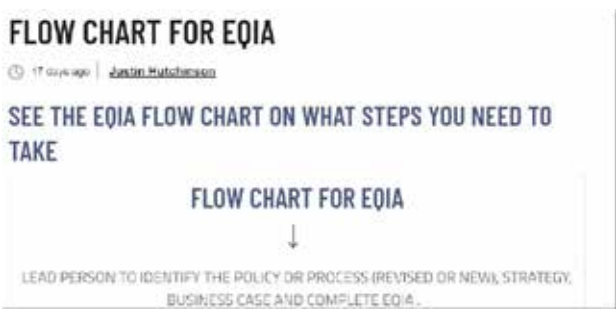 FLOW CHART FOR EQIA
17 days ago | Justin Hutchinson
SEE THE EQIA FLOW CHART ON WHAT STEPS YOU NEED TO
TAKE
FLOW CHART FOR EQIA
↓
LEAD PERSON TO IDENTIFY THE POLICY OR PROCESS (REVISED OR NEW), STRATEGY,
BUSINESS CASE AND COMPLETE EQIA .